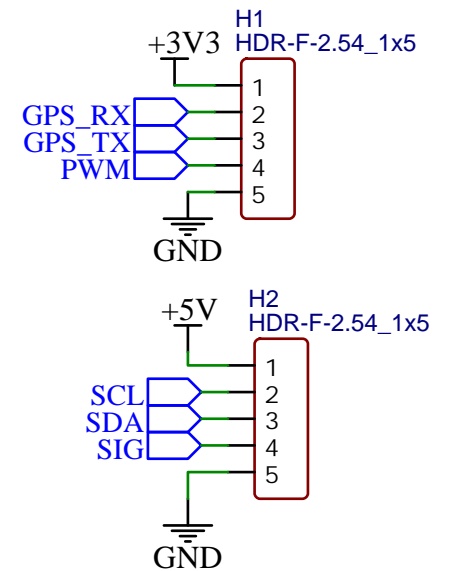 H1
+3V3 HDR-F-2.54_1x5
1
GPS_RX 2
GPS_TX 3
PWM 4
5
GND
H2
+5V HDR-F-2.54_1x5
1
SCL 2
SDA 3
SIG 4
5
GND